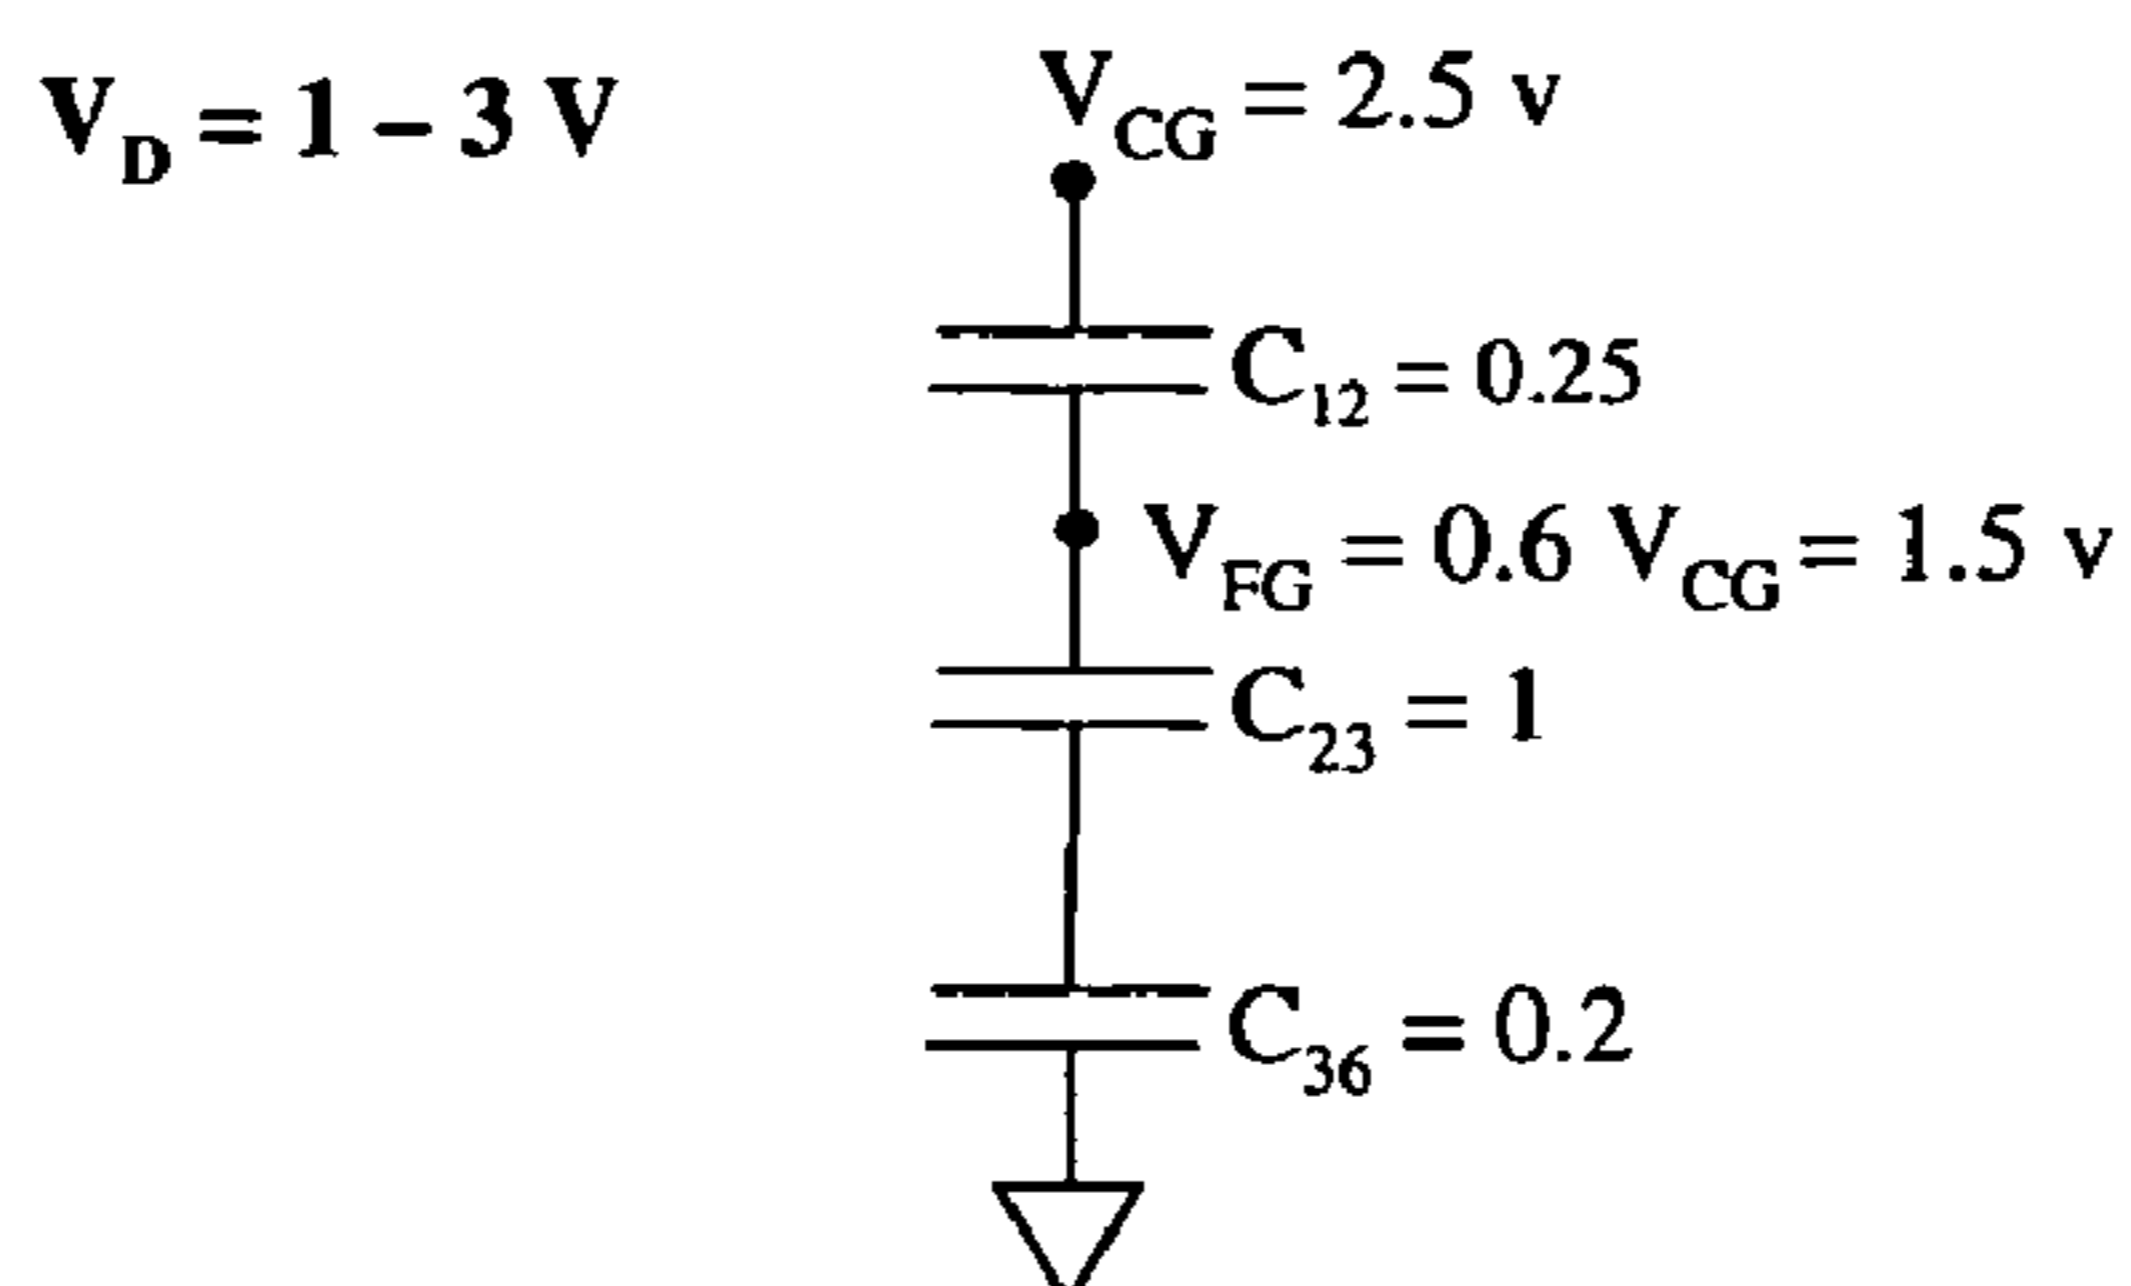 V_D = 1 – 3 V
V_CG = 2.5 v
C_12 = 0.25
V_FG = 0.6 V_CG = 1.5 v
C_23 = 1
C_36 = 0.2